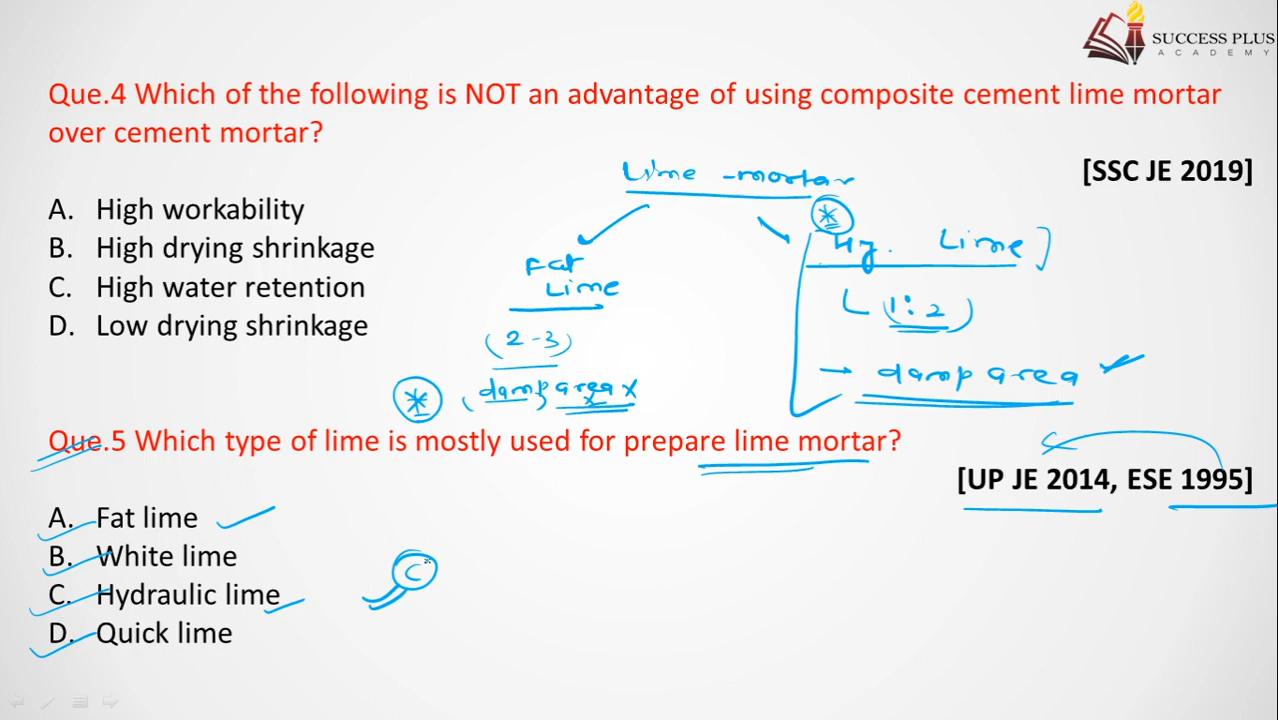 SUCCESS PLUS
ACADEMY
Que.4 Which of the following is NOT an advantage of using composite cement lime mortar
over cement mortar?
[SSC JE 2019]
A. High workability
B. High drying shrinkage
C. High water retention
D. Low drying shrinkage
Lime - mortar
Fat
Lime
(2-3)
(damp area x
Hy. Lime]
(1:2)
→ damp area
Que.5 Which type of lime is mostly used for prepare lime mortar?
[UP JE 2014, ESE 1995]
A. Fat lime
B. White lime
C. Hydraulic lime
D. Quick lime
C